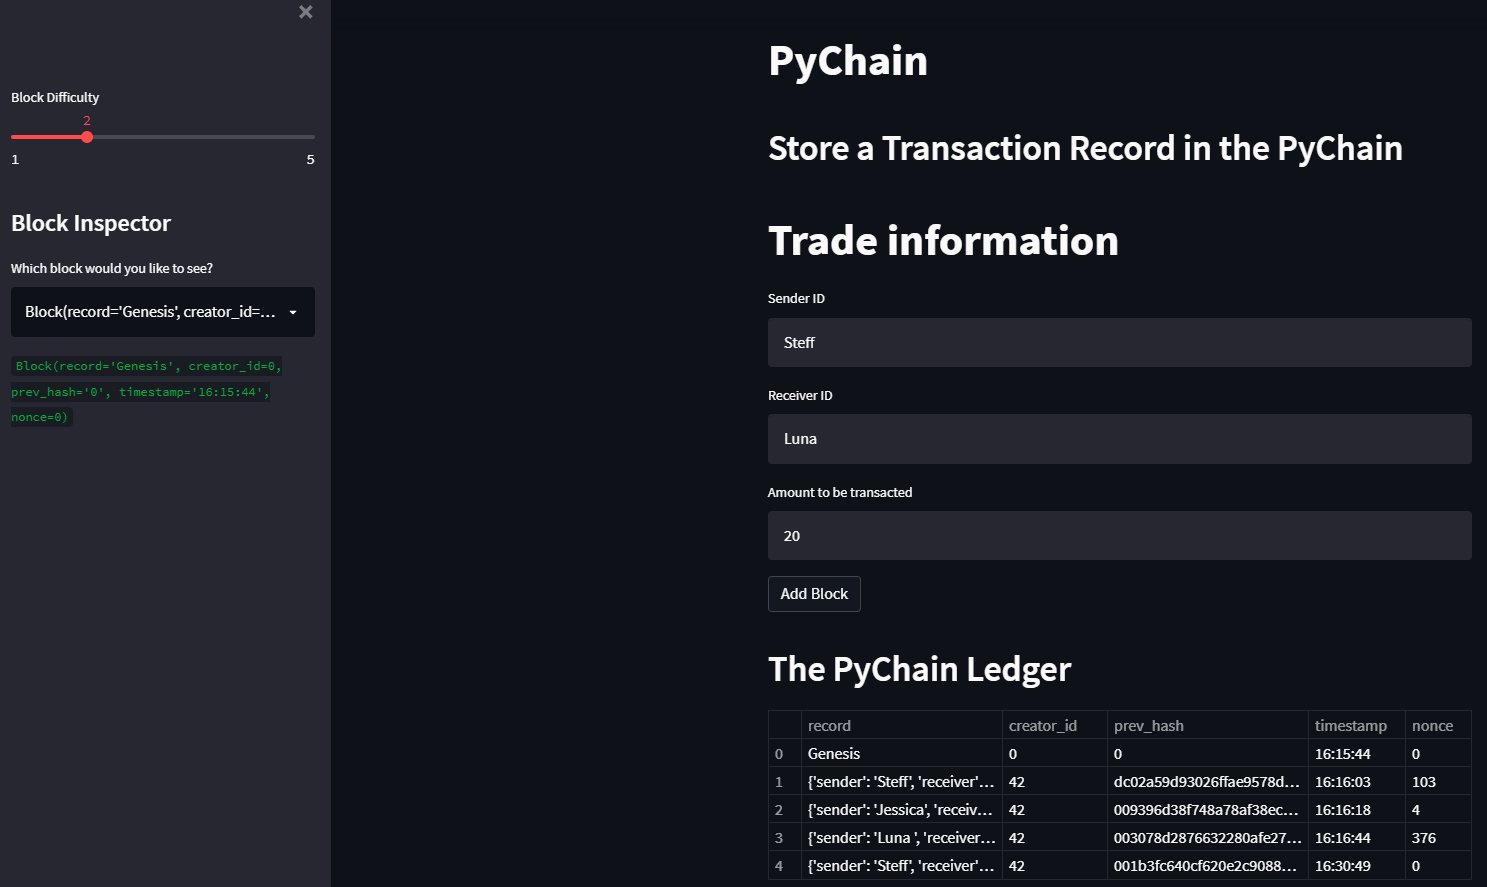 ×
Block Difficulty
2
1 5
Block Inspector
Which block would you like to see?
Block(record='Genesis', creator_id=...
Block(record='Genesis', creator_id=0,
prev_hash='0', timestamp='16:15:44',
nonce=0)
PyChain
Store a Transaction Record in the PyChain
Trade information
Sender ID
Steff
Receiver ID
Luna
Amount to be transacted
20
Add Block
The PyChain Ledger
record creator_id prev_hash timestamp nonce
0 Genesis 0 0 16:15:44 0
1 {'sender': 'Steff', 'receiver'... 42 dc02a59d93026ffae9578d... 16:16:03 103
2 {'sender': 'Jessica', 'receiv... 42 009396d38f748a78af38ec... 16:16:18 4
3 {'sender': 'Luna ', 'receiver... 42 003078d2876632280afe27... 16:16:44 376
4 {'sender': 'Steff', 'receiver'... 42 001b3fc640cf620e2c9088... 16:30:49 0